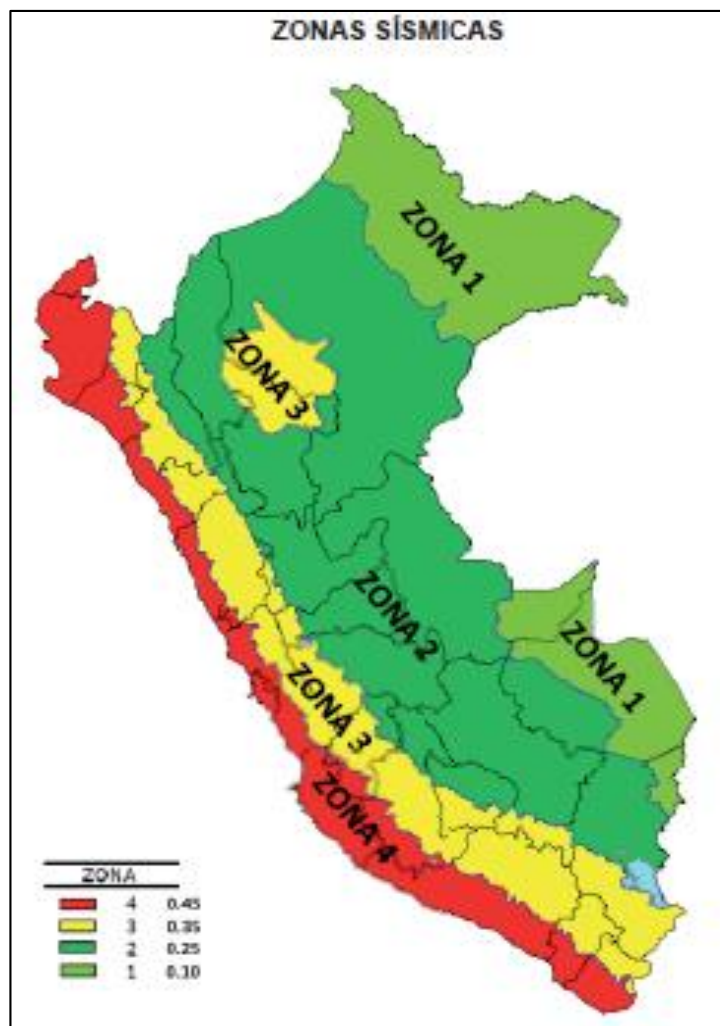 ZONAS SÍSMICAS
ZONA 1
ZONA 3
ZONA 2
ZONA 1
ZONA 3
ZONA 4
ZONA
4 0.45
3 0.35
2 0.25
1 0.10